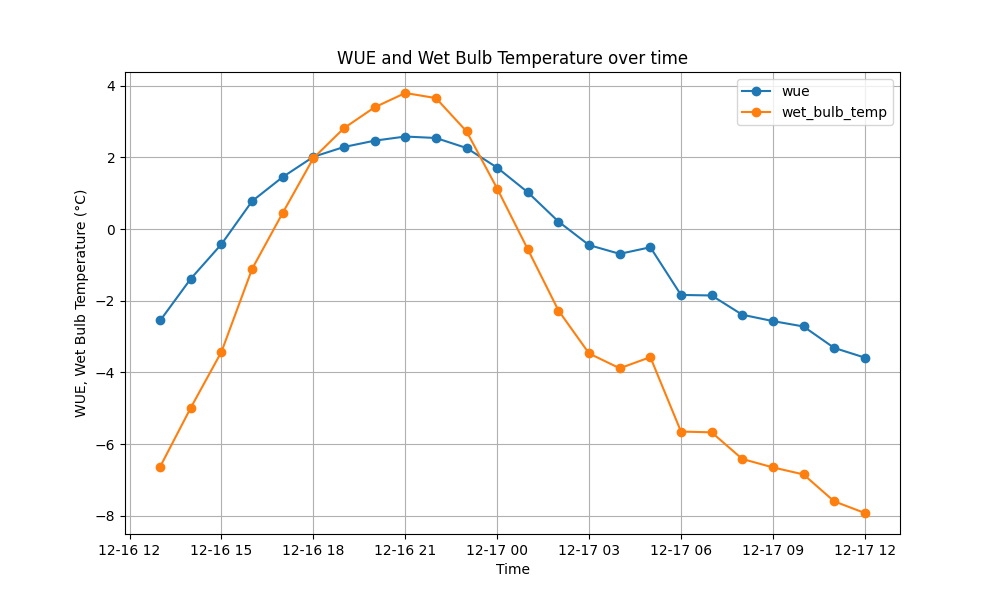 WUE and Wet Bulb Temperature over time
wue
wet_bulb_temp
WUE, Wet Bulb Temperature (°C)
4
2
0
−2
−4
−6
−8
12-16 12 12-16 15 12-16 18 12-16 21 12-17 00 12-17 03 12-17 06 12-17 09 12-17 12
Time